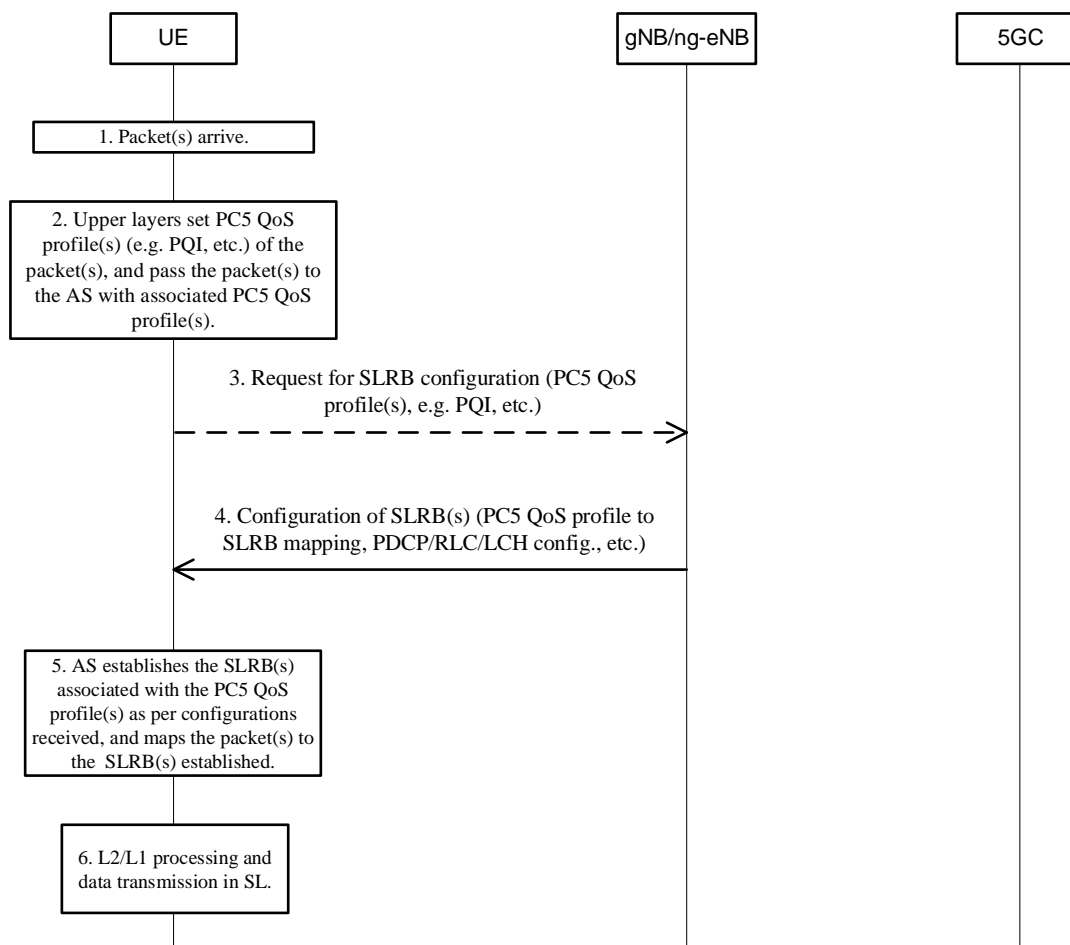 UE
gNB/ng-eNB
5GC
1. Packet(s) arrive.
2. Upper layers set PC5 QoS
profile(s) (e.g. PQI, etc.) of the
packet(s), and pass the packet(s) to
the AS with associated PC5 QoS
profile(s).
3. Request for SLRB configuration (PC5 QoS
profile(s), e.g. PQI, etc.)
4. Configuration of SLRB(s) (PC5 QoS profile to
SLRB mapping, PDCP/RLC/LCH config., etc.)
5. AS establishes the SLRB(s)
associated with the PC5 QoS
profile(s) as per configurations
received, and maps the packet(s) to
the SLRB(s) established.
6. L2/L1 processing and
data transmission in SL.